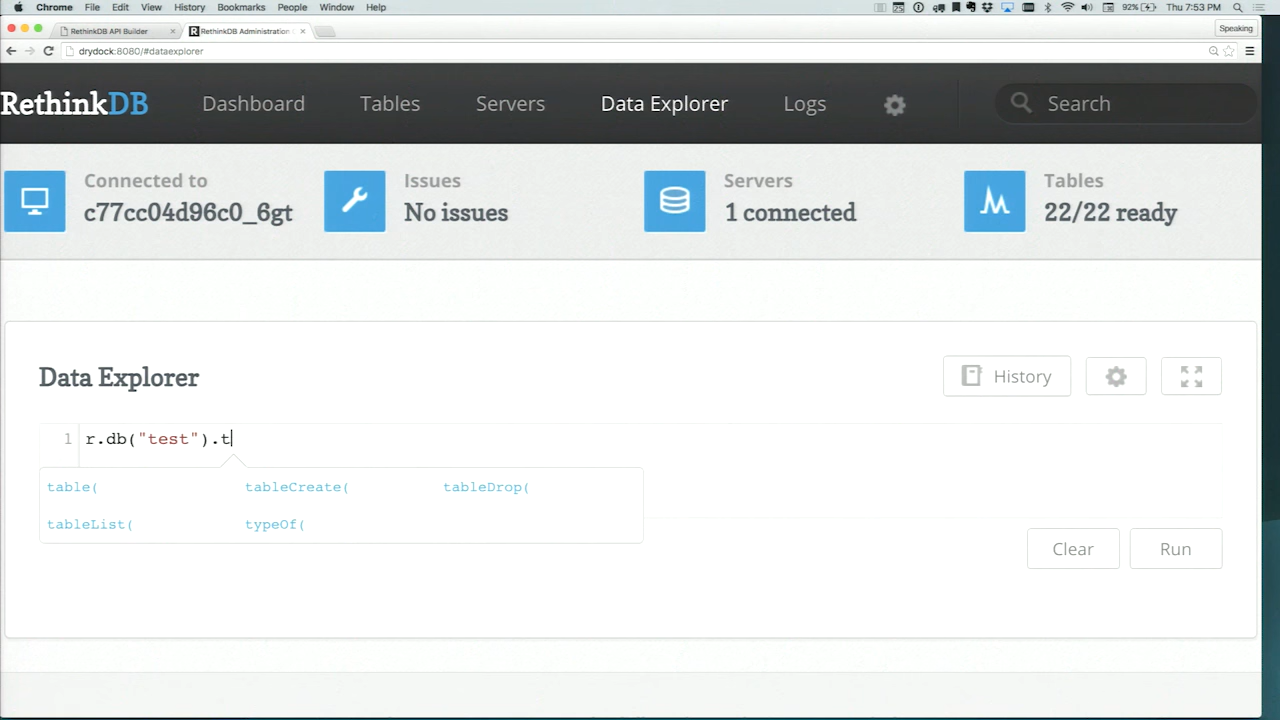 Chrome File Edit View History Bookmarks People Window Help 92% Thu 7:53 PM
RethinkDB API Builder RethinkDB Administration Speaking
drydock:8080/#dataexplorer
RethinkDB Dashboard Tables Servers Data Explorer Logs Search
Connected to
c77cc04d96c0_6gt
Issues
No issues
Servers
1 connected
Tables
22/22 ready
Data Explorer History
1 r.db("test").t
table( tableCreate( tableDrop(
tableList( typeOf(
Clear Run